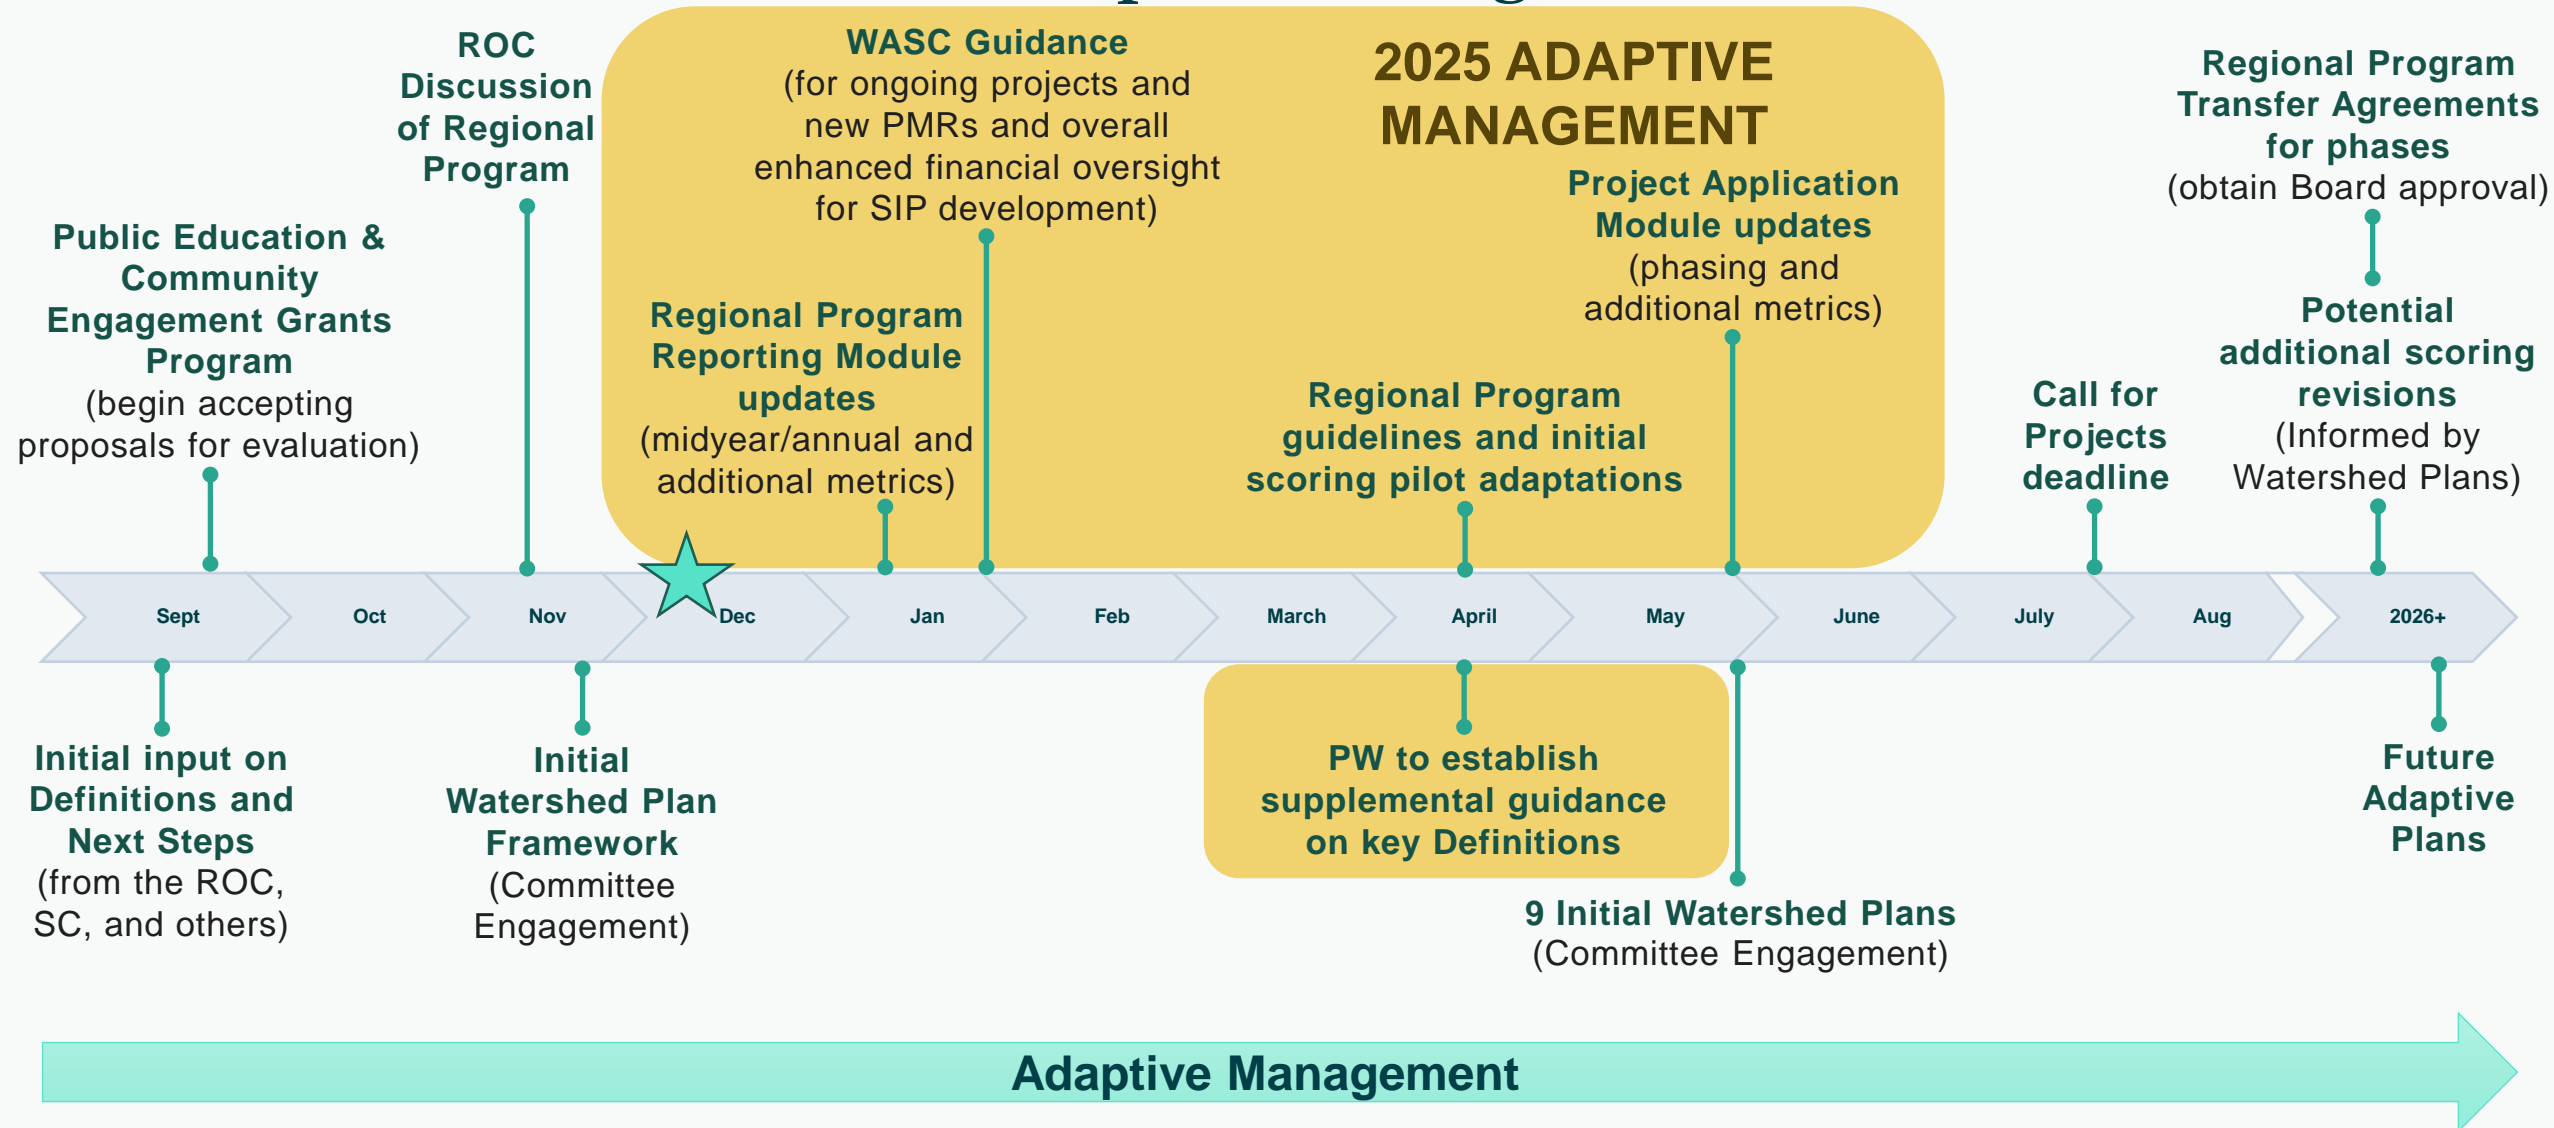 ROC
Discussion
of Regional
Program
WASC Guidance
(for ongoing projects and
new PMRs and overall
enhanced financial oversight
for SIP development)
2025 ADAPTIVE
MANAGEMENT
Regional Program
Transfer Agreements
for phases
(obtain Board approval)
Public Education &
Community
Engagement Grants
Program
(begin accepting
proposals for evaluation)
Regional Program
Reporting Module
updates
(midyear/annual and
additional metrics)
Project Application
Module updates
(phasing and
additional metrics)
Regional Program
guidelines and initial
scoring pilot adaptations
Call for
Projects
deadline
Potential
additional scoring
revisions
(Informed by
Watershed Plans)
Sept
Oct
Nov
Dec
Jan
Feb
March
April
May
June
July
Aug
2026+
Initial input on
Definitions and
Next Steps
(from the ROC,
SC, and others)
Initial
Watershed Plan
Framework
(Committee
Engagement)
PW to establish
supplemental guidance
on key Definitions
9 Initial Watershed Plans
(Committee Engagement)
Future
Adaptive
Plans
Adaptive Management